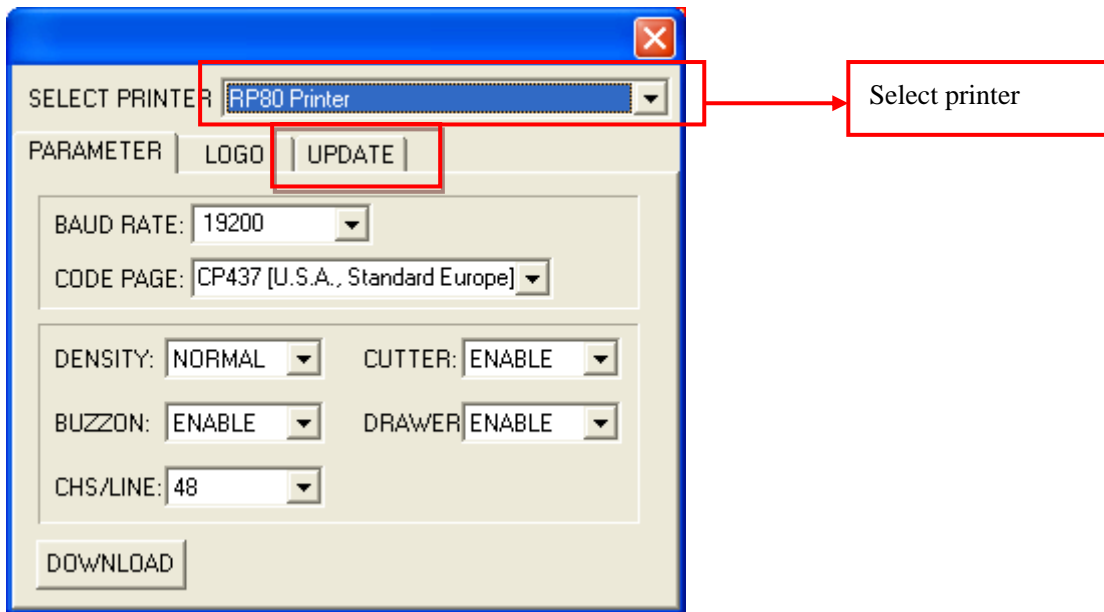 SELECT PRINTER RP80 Printer
Select printer
PARAMETER LOGO UPDATE
BAUD RATE: 19200
CODE PAGE: CP437 [U.S.A., Standard Europe]
DENSITY: NORMAL CUTTER: ENABLE
BUZZON: ENABLE DRAWER ENABLE
CHS/LINE: 48
DOWNLOAD